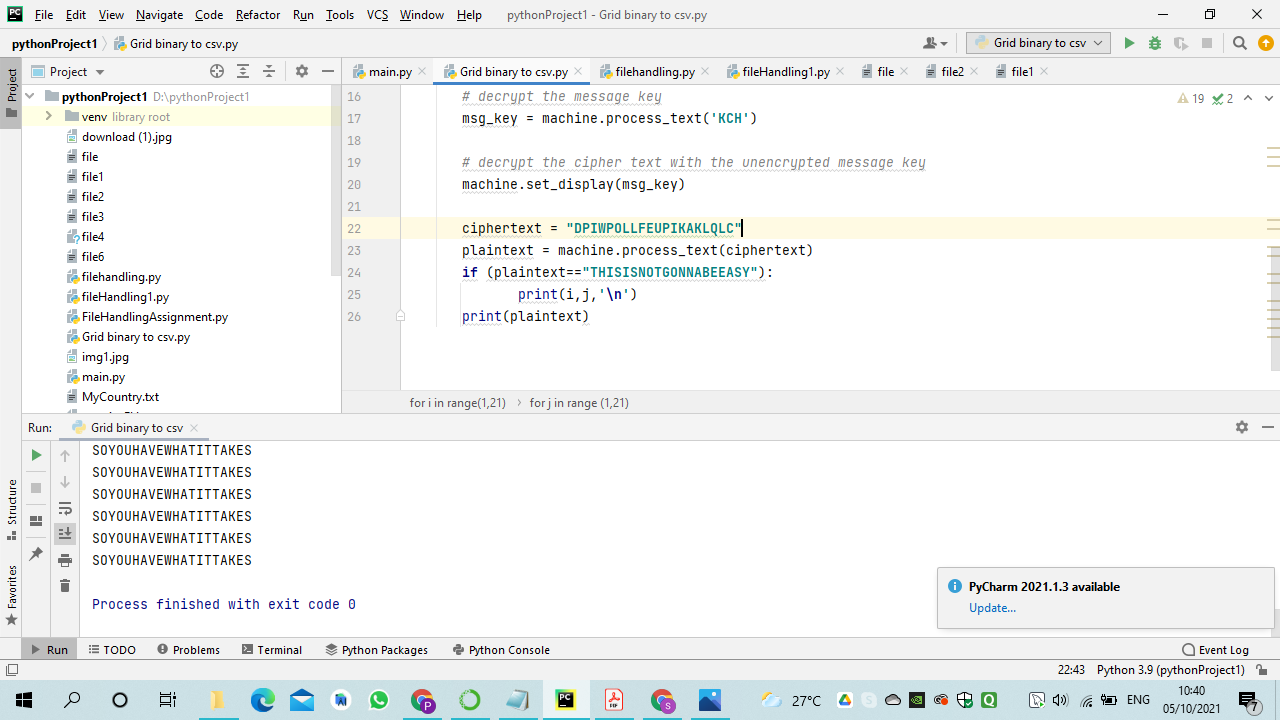 File Edit View Navigate Code Refactor Run Tools VCS Window Help pythonProject1 - Grid binary to csv.py
pythonProject1 Grid binary to csv.py Grid binary to csv
Project
Project
main.py Grid binary to csv.py filehandling.py fileHandling1.py file file2 file1
pythonProject1 D:\pythonProject1
venv library root
download (1).jpg
file
file1
file2
file3
file4
file6
filehandling.py
fileHandling1.py
FileHandlingAssignment.py
Grid binary to csv.py
img1.jpg
main.py
MyCountry.txt
19 2
16 # decrypt the message key
17 msg_key = machine.process_text('KCH')
18
19 # decrypt the cipher text with the unencrypted message key
20 machine.set_display(msg_key)
21
22 ciphertext = "DPIWPOLLFEUPIKAKLQLC"
23 plaintext = machine.process_text(ciphertext)
24 if (plaintext=="THISISNOTGONNABEEASY"):
25 print(i,j,'\n')
26 print(plaintext)
for i in range(1,21) for j in range (1,21)
Run: Grid binary to csv
SOYOUHAVEWHATITTAKES
SOYOUHAVEWHATITTAKES
SOYOUHAVEWHATITTAKES
SOYOUHAVEWHATITTAKES
SOYOUHAVEWHATITTAKES
SOYOUHAVEWHATITTAKES
Process finished with exit code 0
Structure
Favorites
PyCharm 2021.1.3 available
Update...
Run TODO Problems Terminal Python Packages Python Console Event Log
22:43 Python 3.9 (pythonProject1)
27°C ENG 10:40
05/10/2021
7